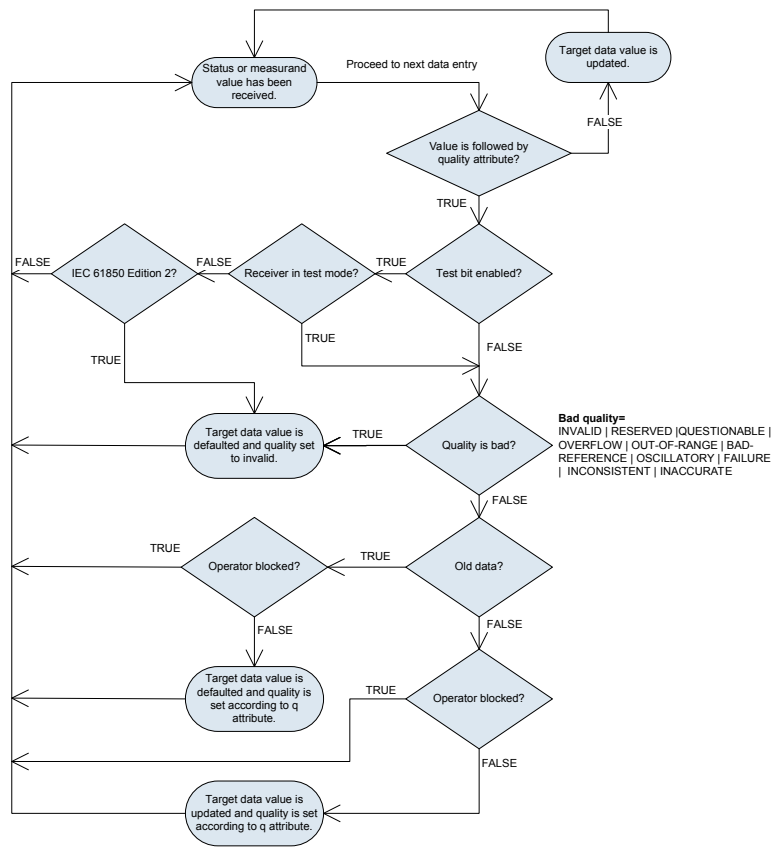 Status or measurand
value has been
received.
Proceed to next data entry
Target data value is
updated.
FALSE
Value is followed by
quality attribute?
TRUE
FALSE
IEC 61850 Edition 2?
FALSE
Receiver in test mode?
TRUE
Test bit enabled?
TRUE
TRUE
FALSE
Target data value is
defaulted and quality set
to invalid.
TRUE
Quality is bad?
Bad quality=
INVALID | RESERVED |QUESTIONABLE |
OVERFLOW | OUT-OF-RANGE | BAD-
REFERENCE | OSCILLATORY | FAILURE
| INCONSISTENT | INACCURATE
FALSE
TRUE
Operator blocked?
TRUE
Old data?
FALSE
FALSE
Target data value is
defaulted and quality is
set according to q
attribute.
TRUE
Operator blocked?
FALSE
Target data value is
updated and quality is set
according to q attribute.